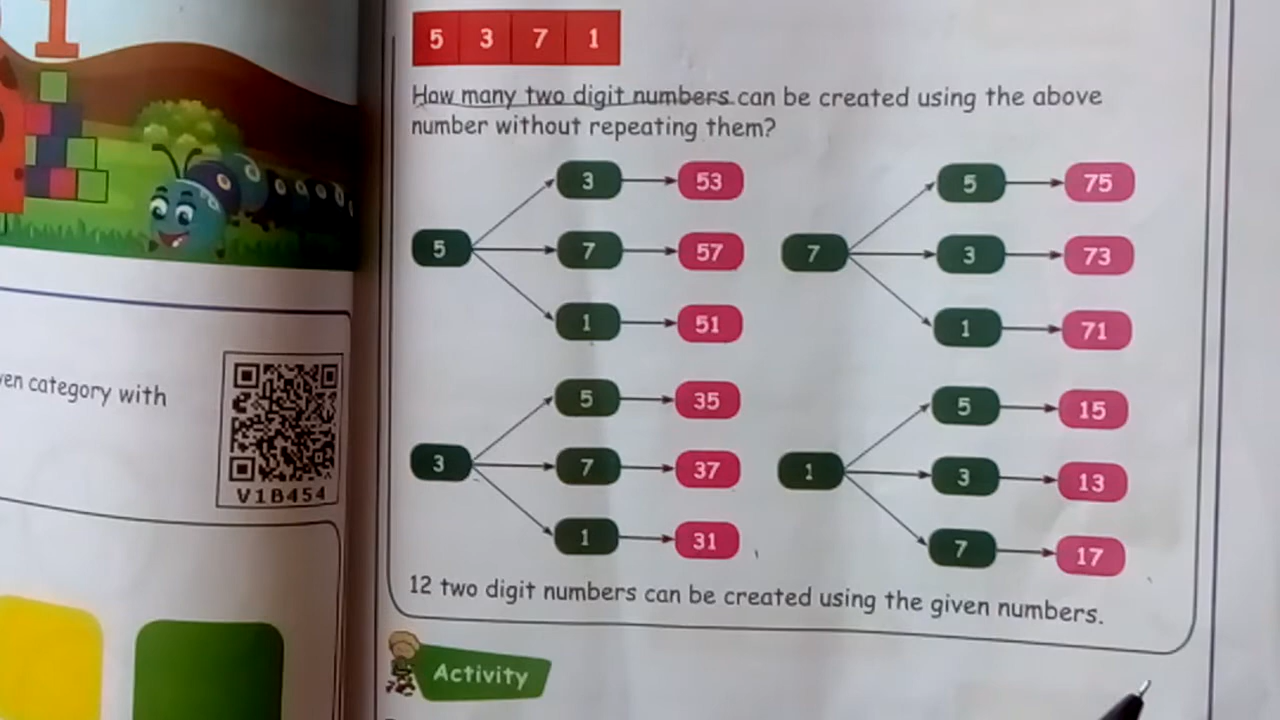 5 3 7 1
How many two digit numbers can be created using the above
number without repeating them?
5
3 53
7 57
1 51
7
5 75
3 73
1 71
3
5 35
7 37
1 31
1
5 15
3 13
7 17
12 two digit numbers can be created using the given numbers.
Activity
category with
V1B454